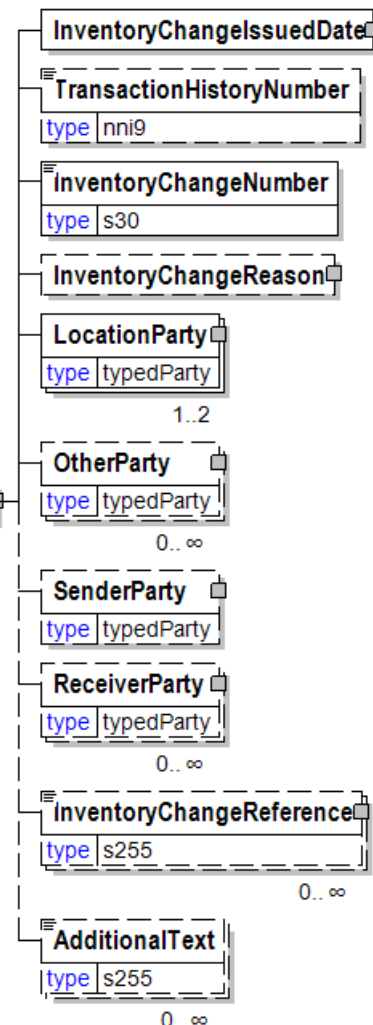 InventoryChangeIssuedDate
TransactionHistoryNumber
type nni9
InventoryChangeNumber
type s30
InventoryChangeReason
LocationParty
type typedParty
1..2
OtherParty
type typedParty
0.. ∞
SenderParty
type typedParty
ReceiverParty
type typedParty
0.. ∞
InventoryChangeReference
type s255
0.. ∞
AdditionalText
type s255
0.. ∞